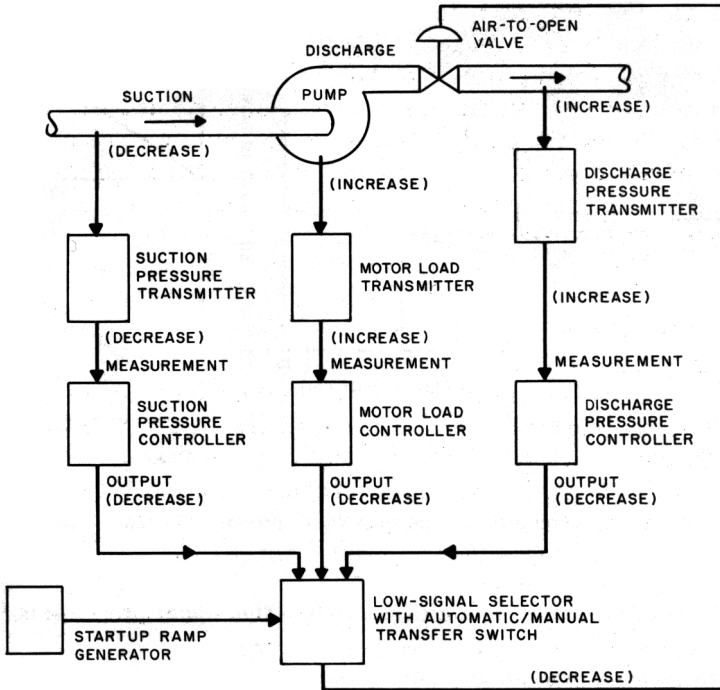 AIR-TO-OPEN
VALVE
DISCHARGE
SUCTION
PUMP
(DECREASE)
(INCREASE)
(INCREASE)
DISCHARGE
PRESSURE
TRANSMITTER
SUCTION
PRESSURE
TRANSMITTER
MOTOR LOAD
TRANSMITTER
(DECREASE)
(INCREASE)
(INCREASE)
MEASUREMENT
MEASUREMENT
MEASUREMENT
SUCTION
PRESSURE
CONTROLLER
MOTOR LOAD
CONTROLLER
DISCHARGE
PRESSURE
CONTROLLER
OUTPUT
(DECREASE)
OUTPUT
(DECREASE)
OUTPUT
(DECREASE)
STARTUP RAMP
GENERATOR
LOW-SIGNAL SELECTOR
WITH AUTOMATIC/MANUAL
TRANSFER SWITCH
(DECREASE)